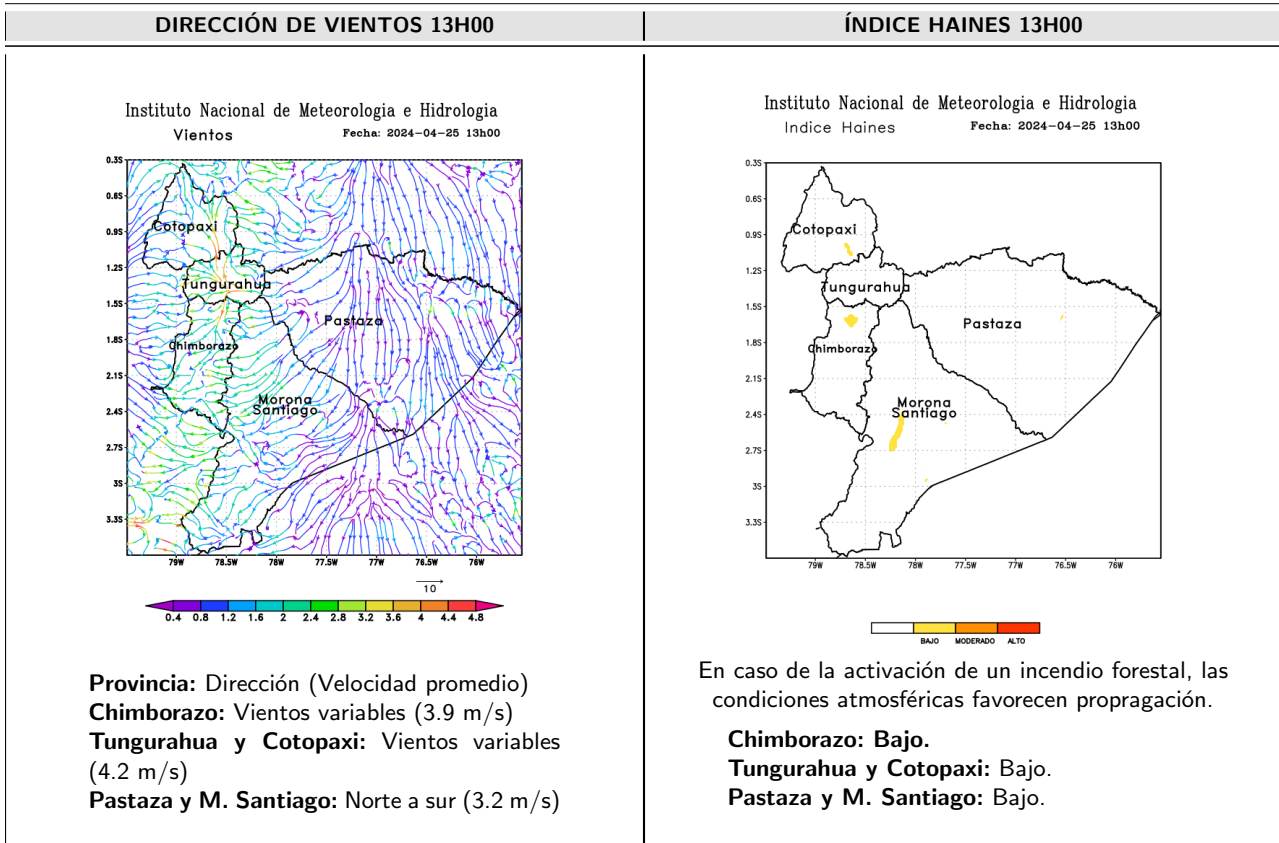 DIRECCIÓN DE VIENTOS 13H00
Instituto Nacional de Meteorologia e Hidrologia
Vientos
Fecha: 2024-04-25 13h00
0.3S
0.6S
0.9S
1.2S
1.5S
1.8S
2.1S
2.4S
2.7S
3S
3.3S
Cotopaxi
Tungurahua
Pastaza
Chimborazo
Morona
Santiago
79W 78.5W 78W 77.5W 77W 76.5W 76W
10
0.4 0.8 1.2 1.6 2 2.4 2.8 3.2 3.6 4 4.4 4.8
Provincia: Dirección (Velocidad promedio)
Chimborazo: Vientos variables (3.9 m/s)
Tungurahua y Cotopaxi: Vientos variables
(4.2 m/s)
Pastaza y M. Santiago: Norte a sur (3.2 m/s)
ÍNDICE HAINES 13H00
Instituto Nacional de Meteorologia e Hidrologia
Indice Haines
Fecha: 2024-04-25 13h00
0.3S
0.6S
0.9S
1.2S
1.5S
1.8S
2.1S
2.4S
2.7S
3S
3.3S
Cotopaxi
Tungurahua
Pastaza
Chimborazo
Morona
Santiago
79W 78.5W 78W 77.5W 77W 76.5W 76W
BAJO MODERADO ALTO
En caso de la activación de un incendio forestal, las
condiciones atmosféricas favorecen propragación.
Chimborazo: Bajo.
Tungurahua y Cotopaxi: Bajo.
Pastaza y M. Santiago: Bajo.